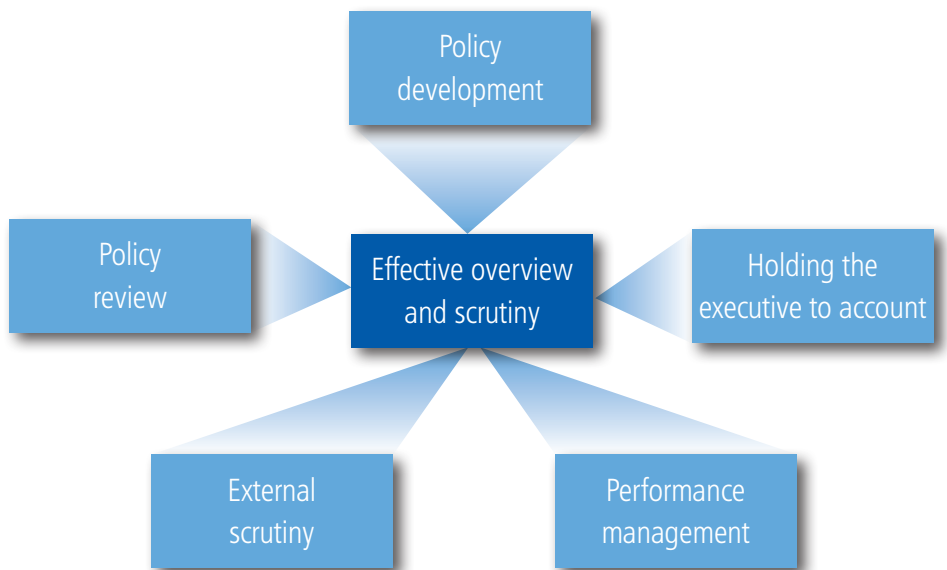 Policy
development
Policy
review
Effective overview
and scrutiny
Holding the
executive to account
External
scrutiny
Performance
management